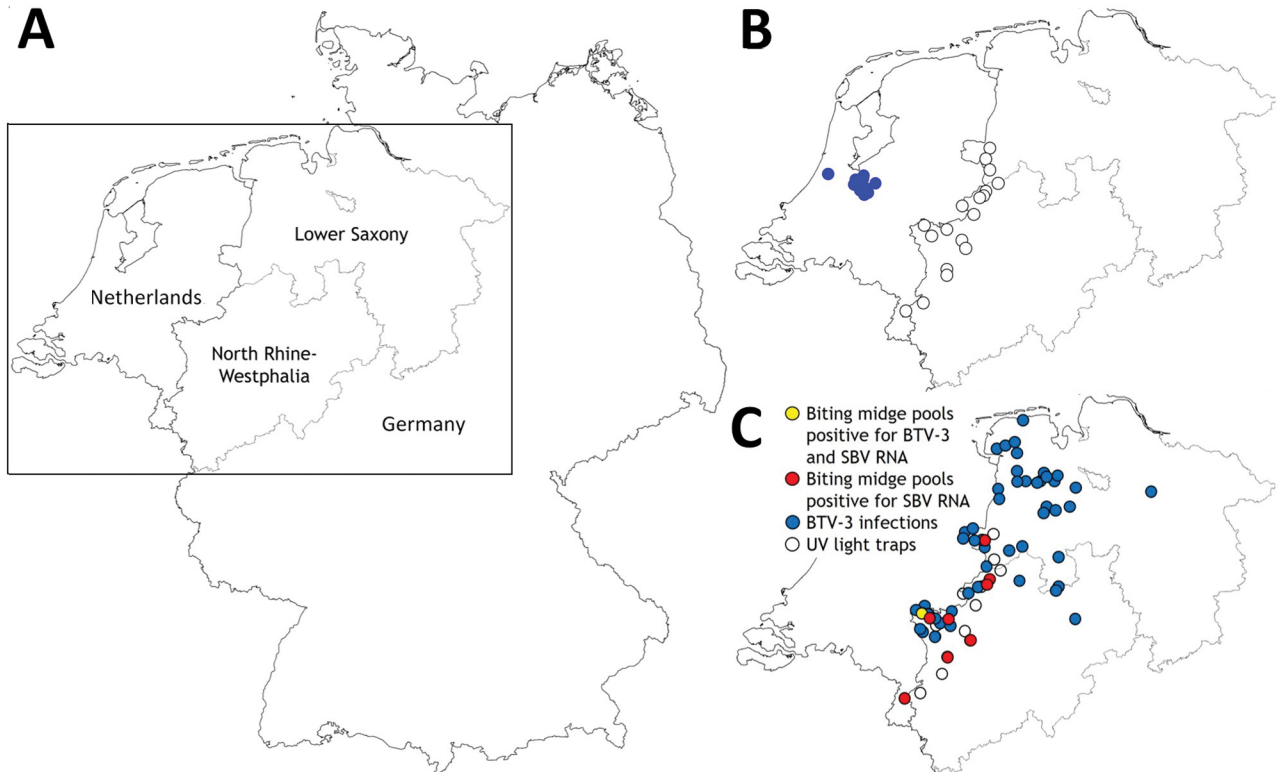 A
Lower Saxony
Netherlands
North Rhine-
Westphalia
Germany
B
C
Biting midge pools
positive for BTV-3
and SBV RNA
Biting midge pools
positive for SBV RNA
BTV-3 infections
UV light traps